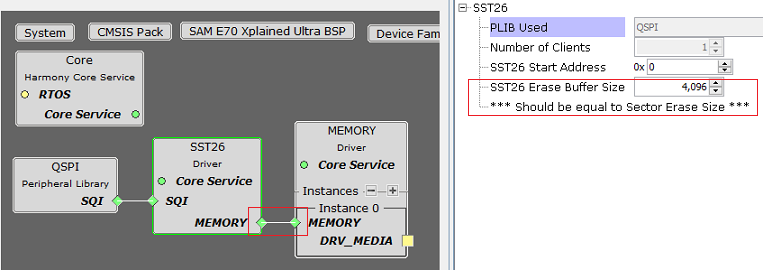 System
CMSIS Pack
SAM E70 Xplained Ultra BSP
Device Fam
Core
Harmony Core Service
RTOS
Core Service
QSPI
Peripheral Library
SQI
SST26
Driver
Core Service
SQI
MEMORY
MEMORY
Driver
Core Service
Instances
Instance 0
MEMORY
DRV_MEDIA
SST26
PLIB Used QSPI
Number of Clients 1
SST26 Start Address 0x 0
SST26 Erase Buffer Size 4,096
*** Should be equal to Sector Erase Size ***